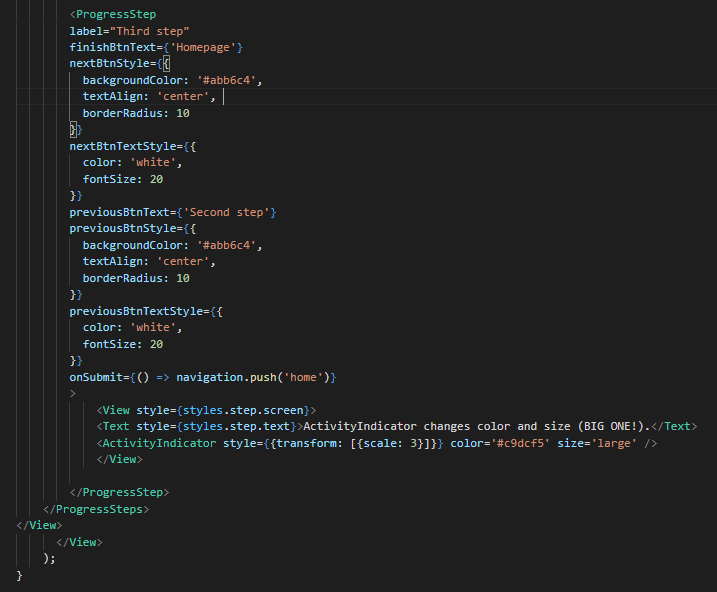 <ProgressStep
label="Third step"
finishBtnText={'Homepage'}
nextBtnStyle={{
backgroundColor: '#abb6c4',
textAlign: 'center',
borderRadius: 10
}}
nextBtnTextStyle={{
color: 'white',
fontSize: 20
}}
previousBtnText={'Second step'}
previousBtnStyle={{
backgroundColor: '#abb6c4',
textAlign: 'center',
borderRadius: 10
}}
previousBtnTextStyle={{
color: 'white',
fontSize: 20
}}
onSubmit={() => navigation.push('home')}
>
<View style={styles.step.screen}>
<Text style={styles.step.text}>ActivityIndicator changes color and size (BIG ONE!).</Text>
<ActivityIndicator style={{transform: [{scale: 3}]}} color='#c9dcf5' size='large' />
</View>
</ProgressStep>
</ProgressSteps>
</View>
</View>
);
}